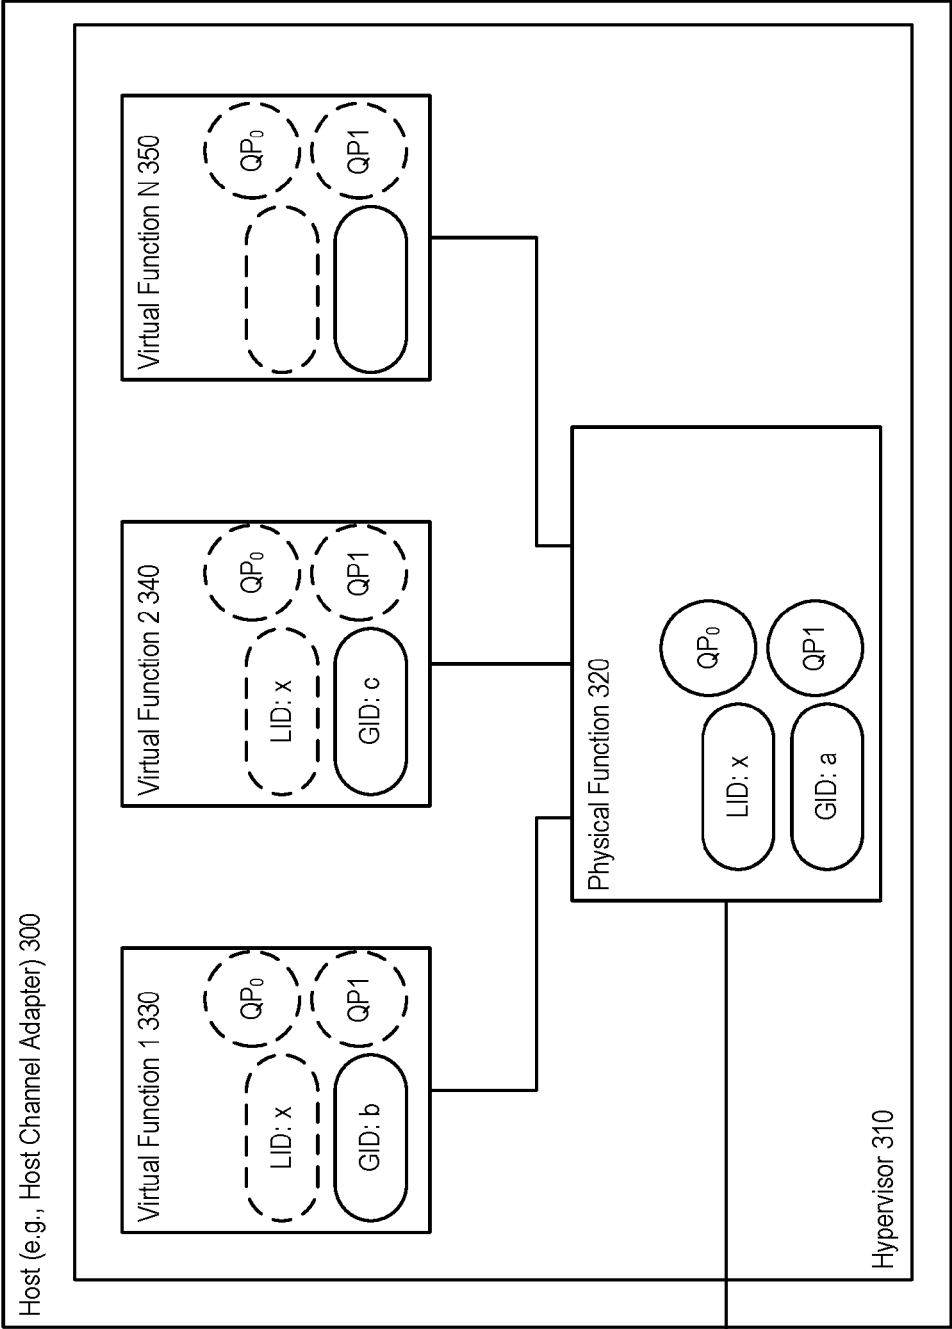 Host (e.g., Host Channel Adapter) 300
Virtual Function 1 330
QP₀
LID: x
QP1
GID: b
Virtual Function 2 340
QP₀
LID: x
QP1
GID: c
Virtual Function N 350
QP₀
QP1
Physical Function 320
QP₀
LID: x
QP1
GID: a
Hypervisor 310